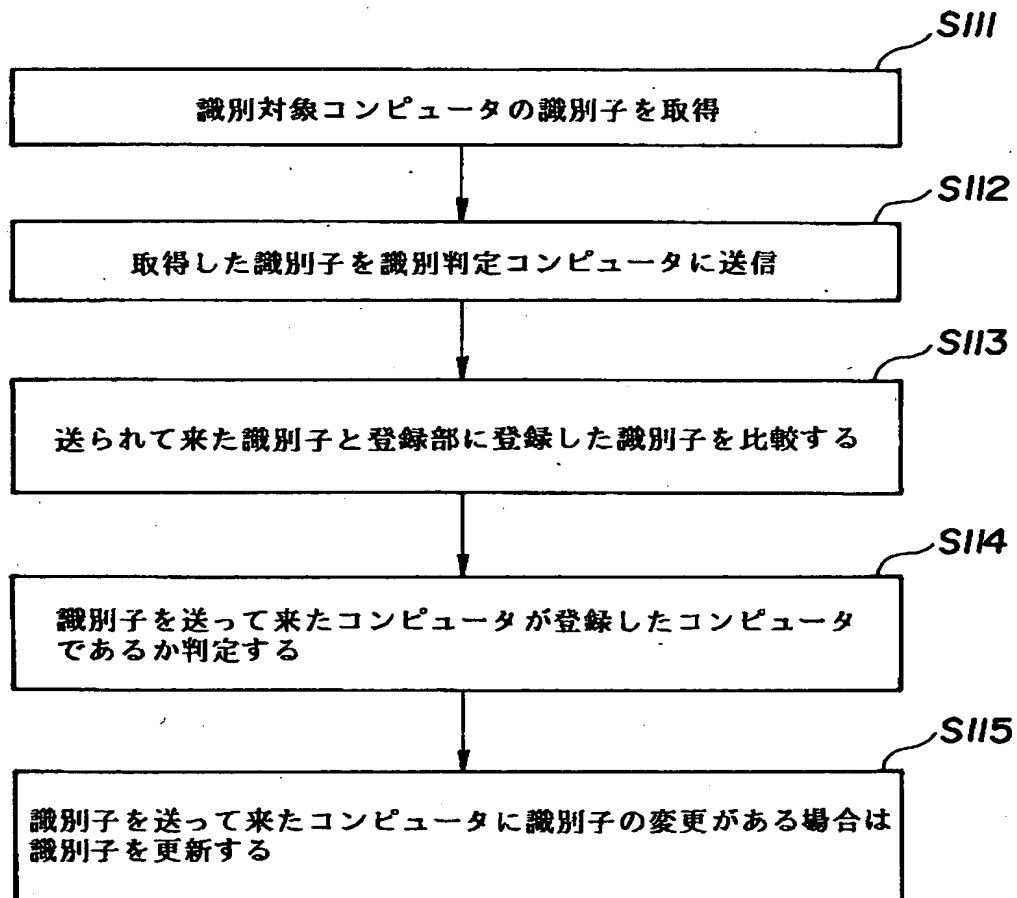 S111
識別対象コンピュータの識別子を取得
S112
取得した識別子を識別判定コンピュータに送信
S113
送られて来た識別子と登録部に登録した識別子を比較する
S114
識別子を送って来たコンピュータが登録したコンピュータ
であるか判定する
S115
識別子を送って来たコンピュータに識別子の変更がある場合は
識別子を更新する